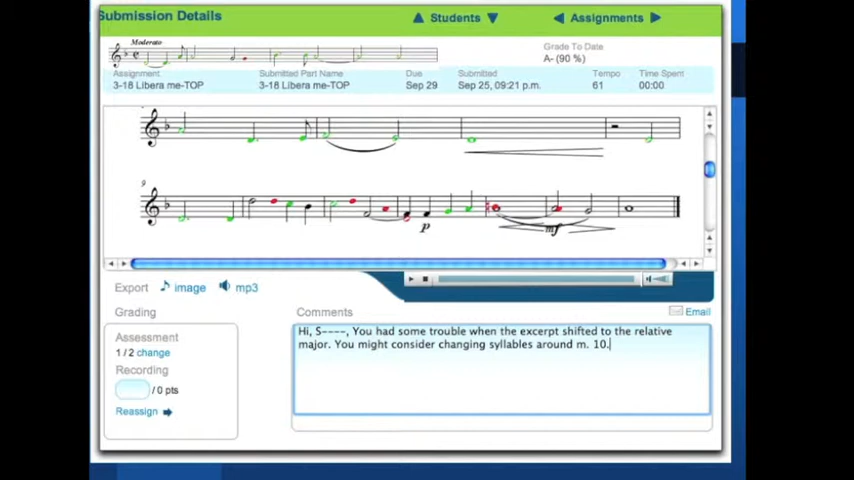 Submission Details
▲ Students ▼
◀ Assignments ▶
Moderato
Grade To Date
A- (90 %)
Assignment
3-18 Libera me-TOP
Submitted Part Name
3-18 Libera me-TOP
Due
Sep 29
Submitted
Sep 25, 09:21 p.m.
Tempo
61
Time Spent
00:00
9
p
mf
Export
image
mp3
Grading
Assessment
1 / 2 change
Recording
/ 0 pts
Reassign
Comments
Email
Hi, S----, You had some trouble when the excerpt shifted to the relative
major. You might consider changing syllables around m. 10.